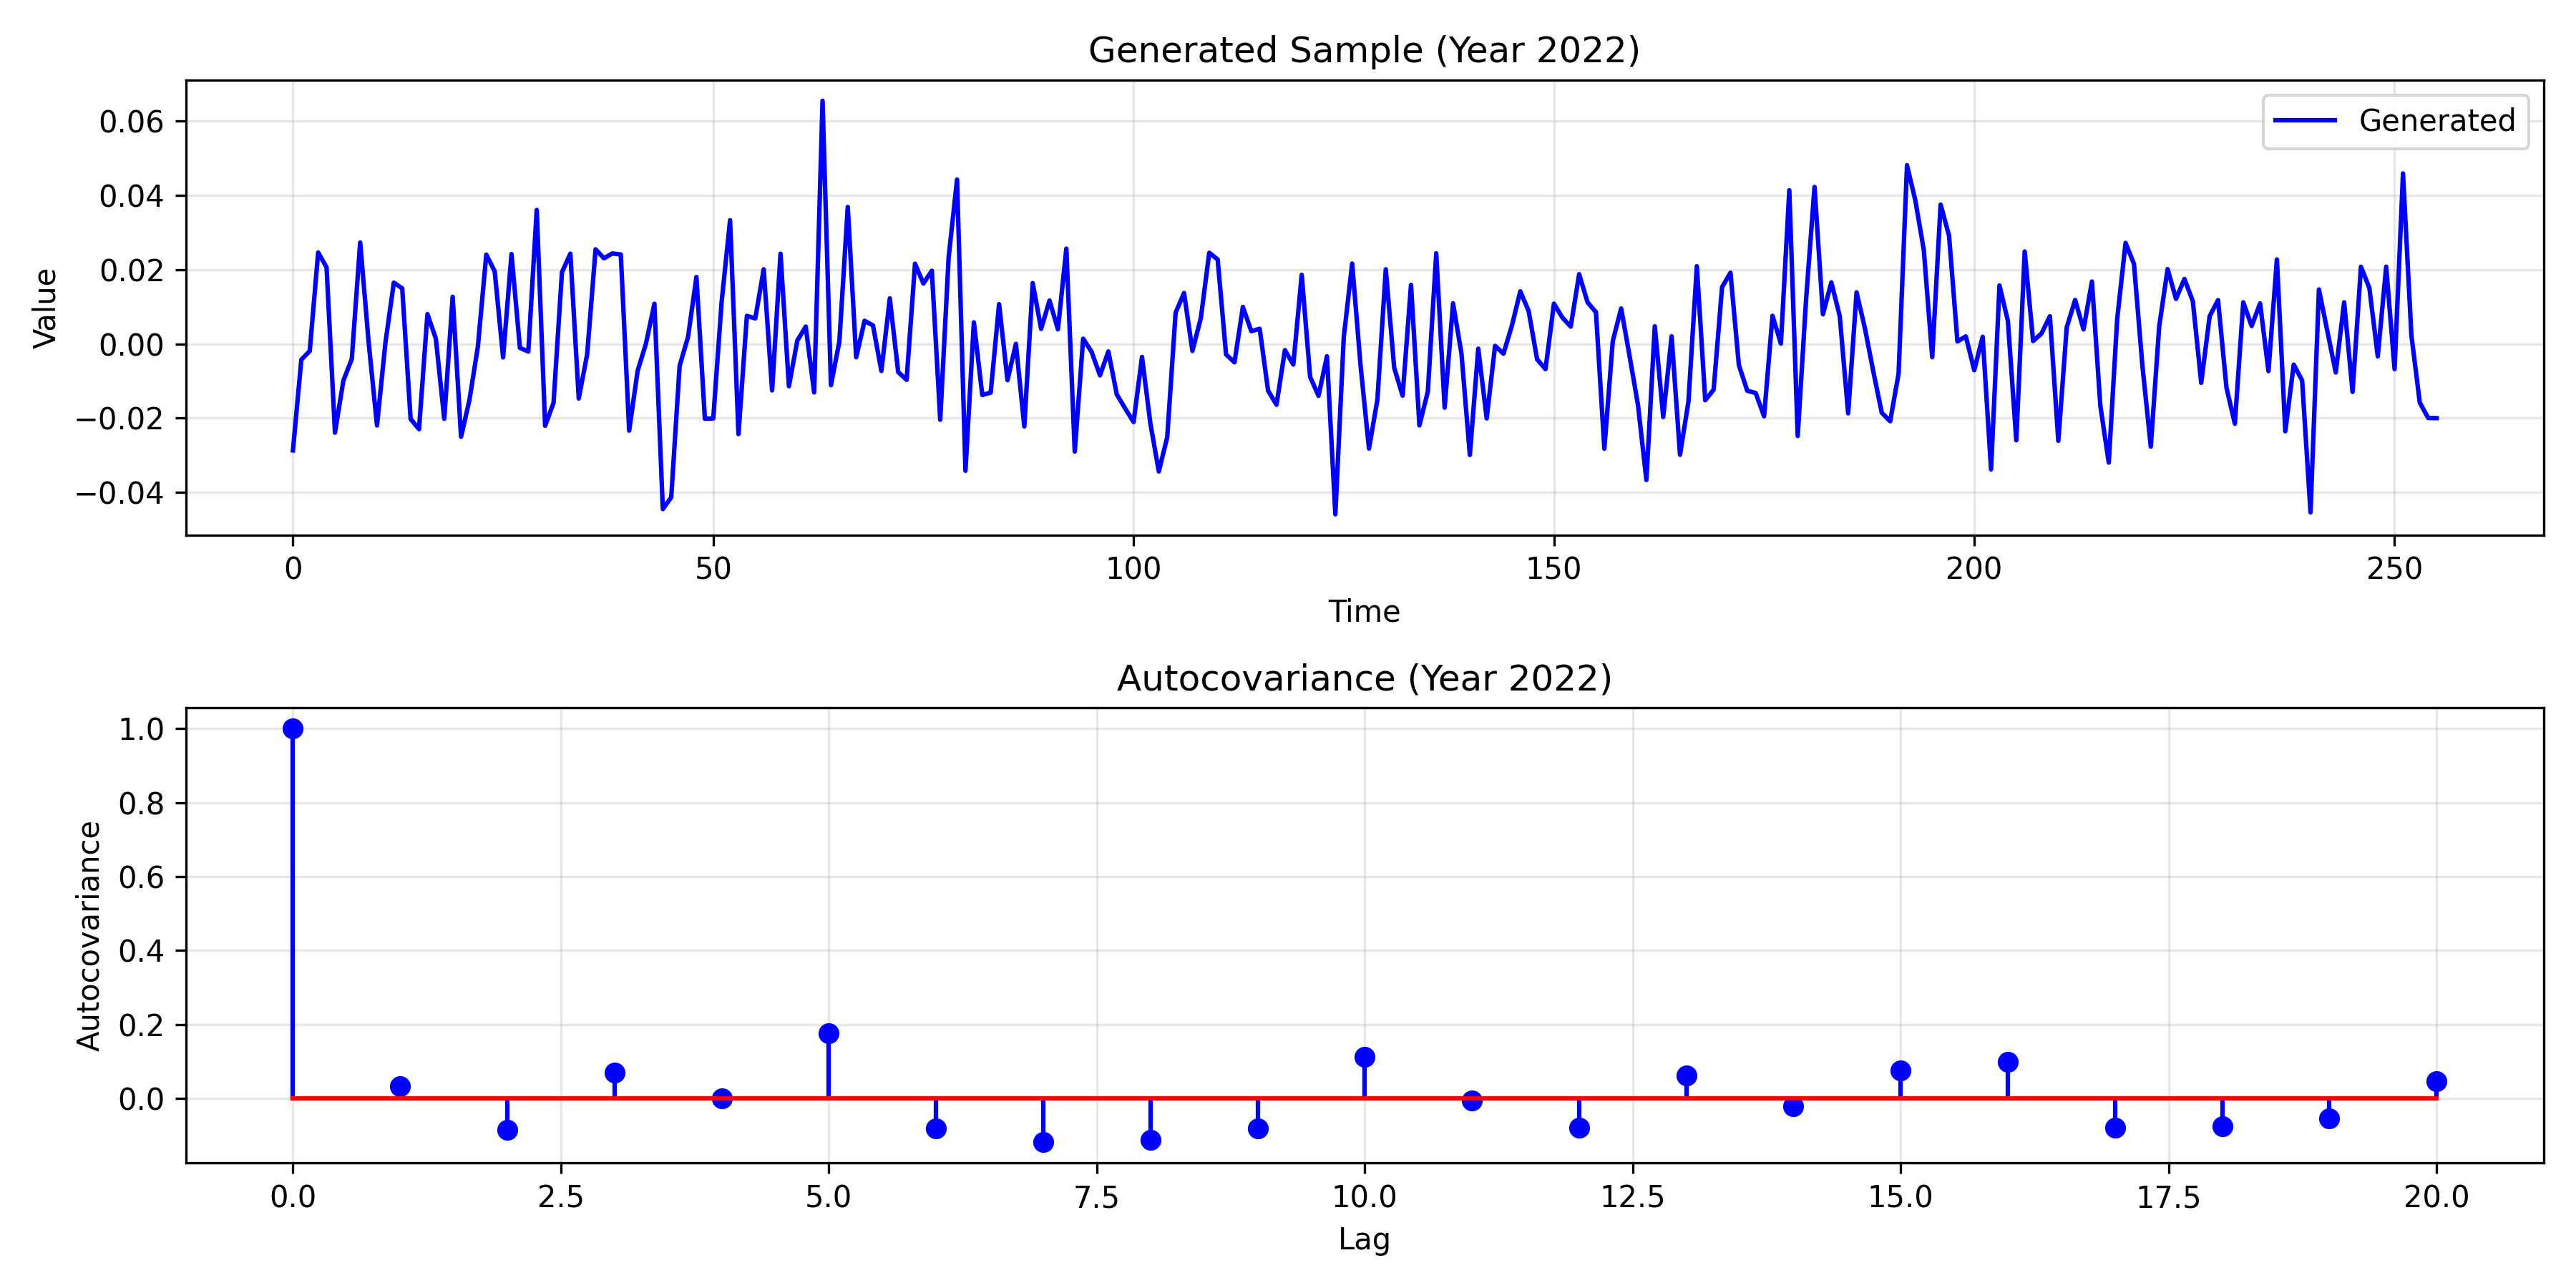 Generated Sample (Year 2022)
Generated
Value
0.06
0.04
0.02
0.00
−0.02
−0.04
0 50 100 150 200 250
Time
Autocovariance (Year 2022)
Autocovariance
1.0
0.8
0.6
0.4
0.2
0.0
0.0 2.5 5.0 7.5 10.0 12.5 15.0 17.5 20.0
Lag